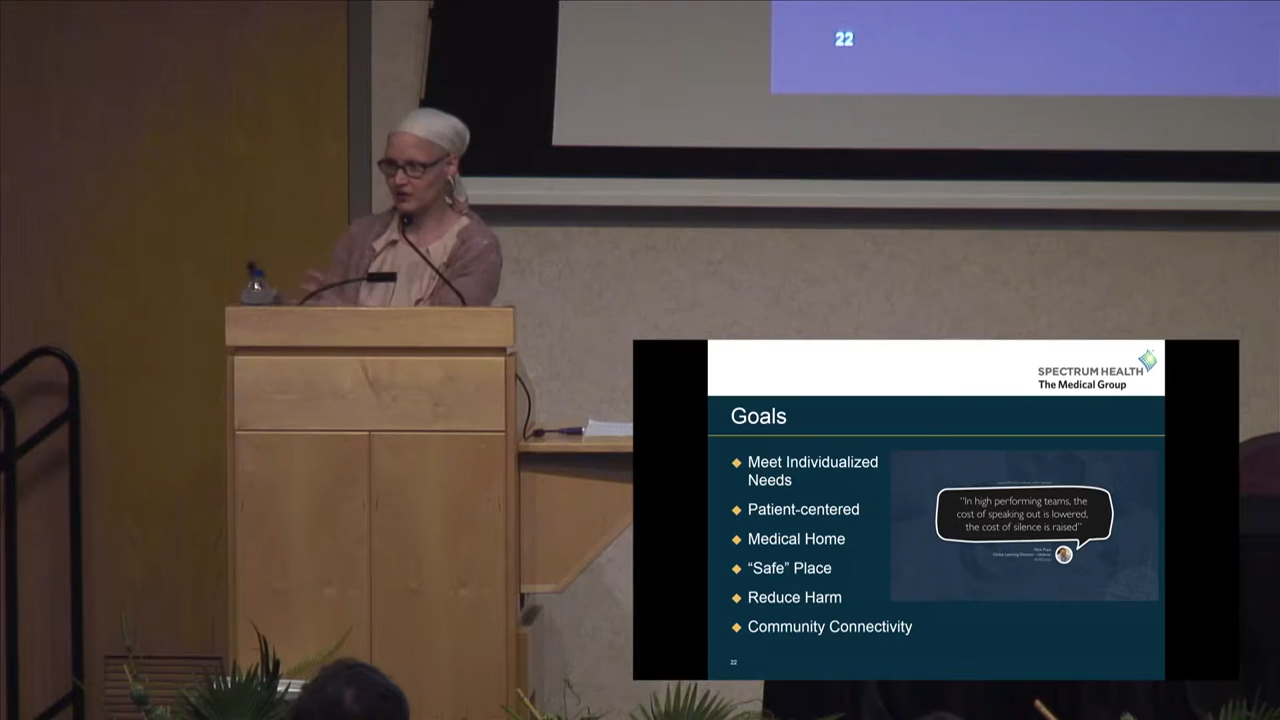 22
SPECTRUM HEALTH
The Medical Group
Goals
Meet Individualized
Needs
Patient-centered
Medical Home
“Safe” Place
Reduce Harm
Community Connectivity
"In high performing teams, the
cost of speaking out is lowered,
the cost of silence is raised"
22